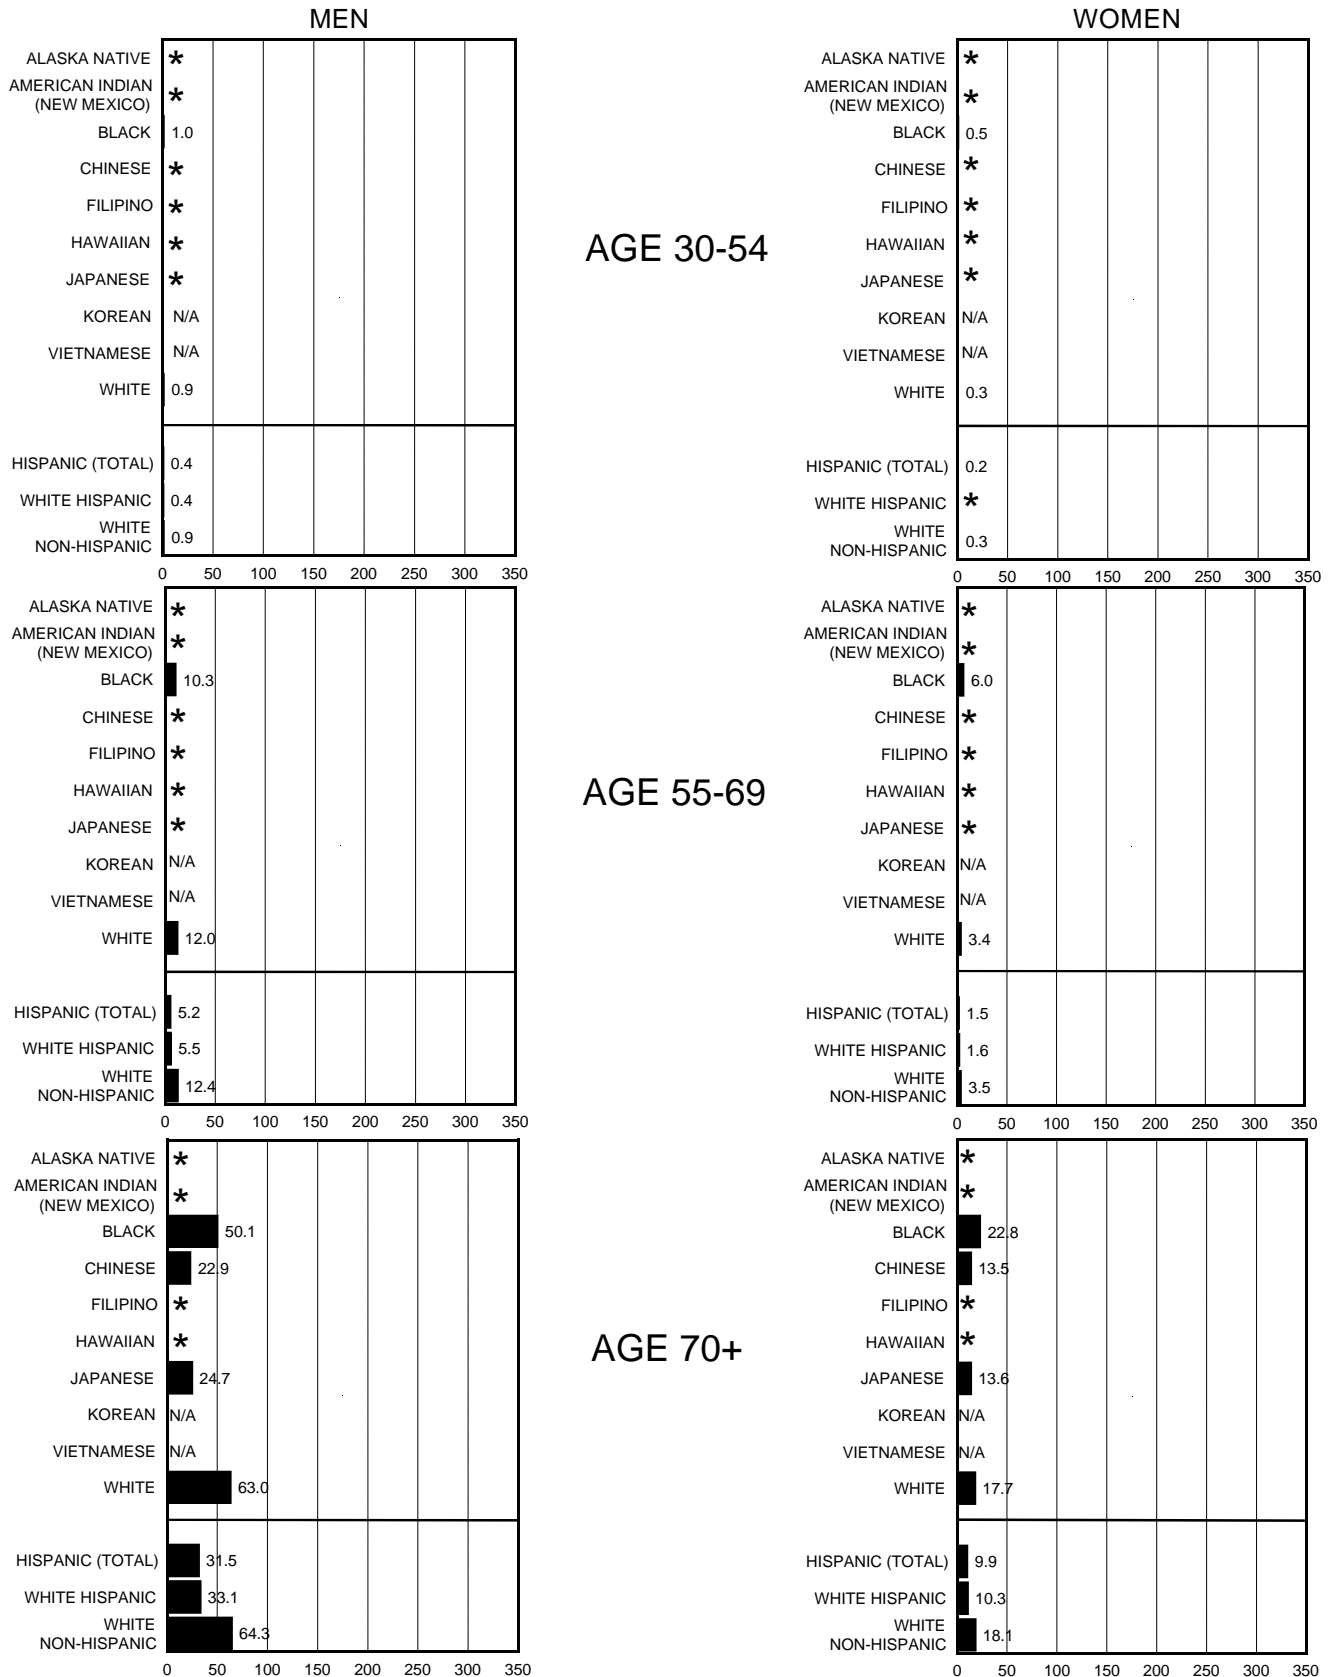 MEN
ALASKA NATIVE *
AMERICAN INDIAN
(NEW MEXICO) *
BLACK 1.0
CHINESE *
FILIPINO *
HAWAIIAN *
JAPANESE *
KOREAN N/A
VIETNAMESE N/A
WHITE 0.9
HISPANIC (TOTAL) 0.4
WHITE HISPANIC 0.4
WHITE
NON-HISPANIC 0.9
0 50 100 150 200 250 300 350
WOMEN
ALASKA NATIVE *
AMERICAN INDIAN
(NEW MEXICO) *
BLACK 0.5
CHINESE *
FILIPINO *
HAWAIIAN *
JAPANESE *
KOREAN N/A
VIETNAMESE N/A
WHITE 0.3
HISPANIC (TOTAL) 0.2
WHITE HISPANIC *
WHITE
NON-HISPANIC 0.3
0 50 100 150 200 250 300 350
AGE 30-54
ALASKA NATIVE *
AMERICAN INDIAN
(NEW MEXICO) *
BLACK 10.3
CHINESE *
FILIPINO *
HAWAIIAN *
JAPANESE *
KOREAN N/A
VIETNAMESE N/A
WHITE 12.0
HISPANIC (TOTAL) 5.2
WHITE HISPANIC 5.5
WHITE
NON-HISPANIC 12.4
0 50 100 150 200 250 300 350
AGE 55-69
ALASKA NATIVE *
AMERICAN INDIAN
(NEW MEXICO) *
BLACK 6.0
CHINESE *
FILIPINO *
HAWAIIAN *
JAPANESE *
KOREAN N/A
VIETNAMESE N/A
WHITE 3.4
HISPANIC (TOTAL) 1.5
WHITE HISPANIC 1.6
WHITE
NON-HISPANIC 3.5
0 50 100 150 200 250 300 350
ALASKA NATIVE *
AMERICAN INDIAN
(NEW MEXICO) *
BLACK 50.1
CHINESE 22.9
FILIPINO *
HAWAIIAN *
JAPANESE 24.7
KOREAN N/A
VIETNAMESE N/A
WHITE 63.0
HISPANIC (TOTAL) 31.5
WHITE HISPANIC 33.1
WHITE
NON-HISPANIC 64.3
0 50 100 150 200 250 300 350
AGE 70+
ALASKA NATIVE *
AMERICAN INDIAN
(NEW MEXICO) *
BLACK 22.8
CHINESE 13.5
FILIPINO *
HAWAIIAN *
JAPANESE 13.6
KOREAN N/A
VIETNAMESE N/A
WHITE 17.7
HISPANIC (TOTAL) 9.9
WHITE HISPANIC 10.3
WHITE
NON-HISPANIC 18.1
0 50 100 150 200 250 300 350